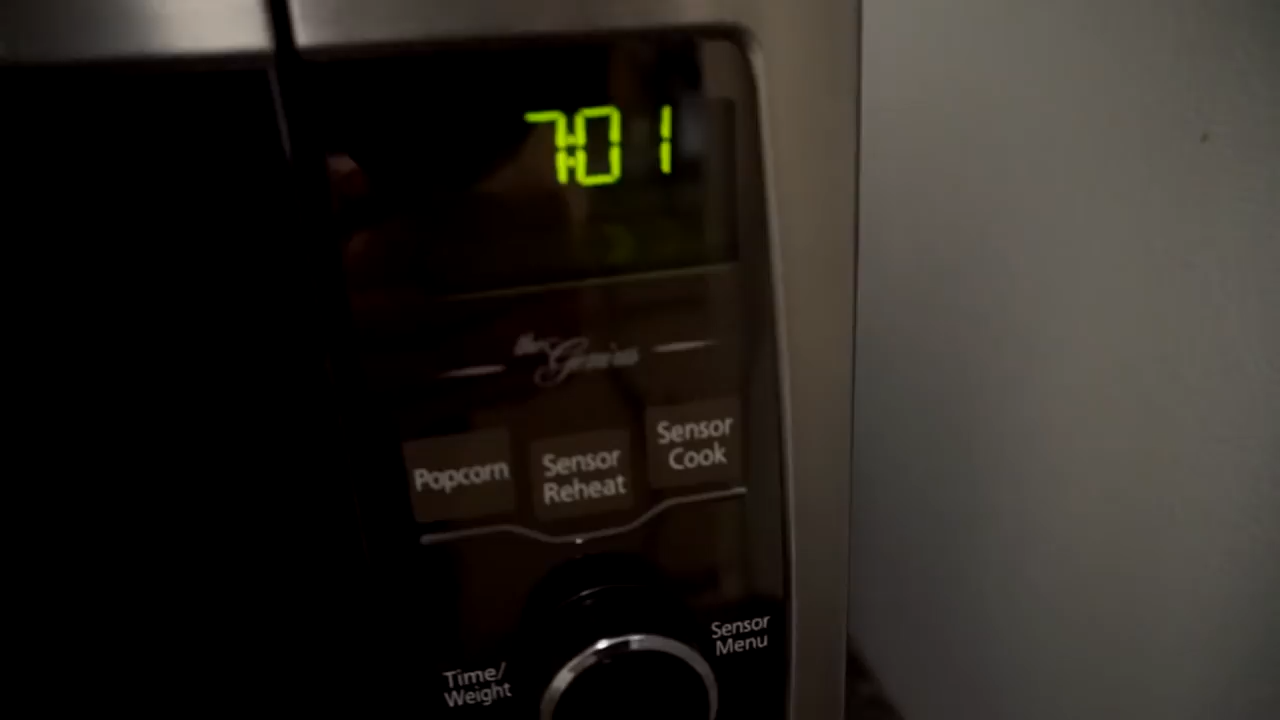 7:01
the Genius
Popcorn
Sensor
Reheat
Sensor
Cook
Time/
Weight
Sensor
Menu